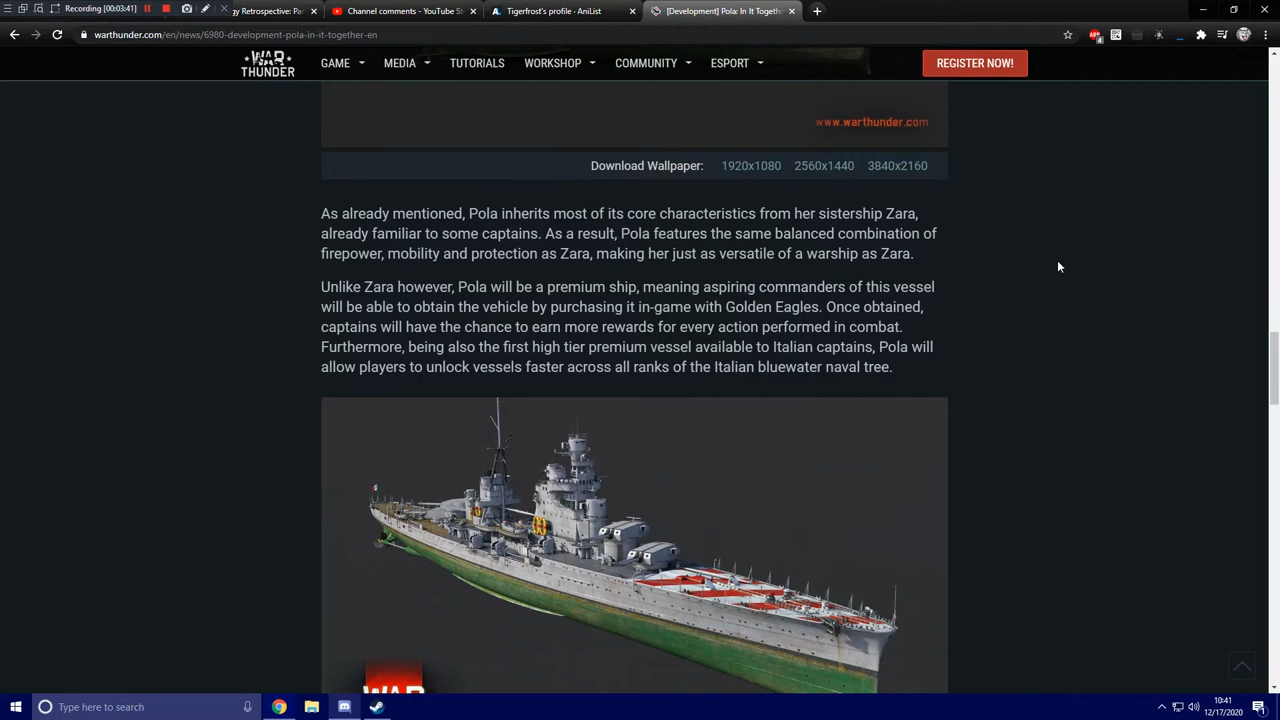 Recording [00:03:41]
gy Retrospective: Par
Channel comments - YouTube St
Tigerfrost's profile · AniList
[Development] Pola: In It Togeth
warthunder.com/en/news/6980-development-pola-in-it-together-en
WAR
THUNDER
GAME
MEDIA
TUTORIALS
WORKSHOP
COMMUNITY
ESPORT
REGISTER NOW!
www.warthunder.com
Download Wallpaper: 1920x1080 2560x1440 3840x2160
As already mentioned, Pola inherits most of its core characteristics from her sistership Zara,
already familiar to some captains. As a result, Pola features the same balanced combination of
firepower, mobility and protection as Zara, making her just as versatile of a warship as Zara.
Unlike Zara however, Pola will be a premium ship, meaning aspiring commanders of this vessel
will be able to obtain the vehicle by purchasing it in-game with Golden Eagles. Once obtained,
captains will have the chance to earn more rewards for every action performed in combat.
Furthermore, being also the first high tier premium vessel available to Italian captains, Pola will
allow players to unlock vessels faster across all ranks of the Italian bluewater naval tree.
WAR
Type here to search
10:41
12/17/2020